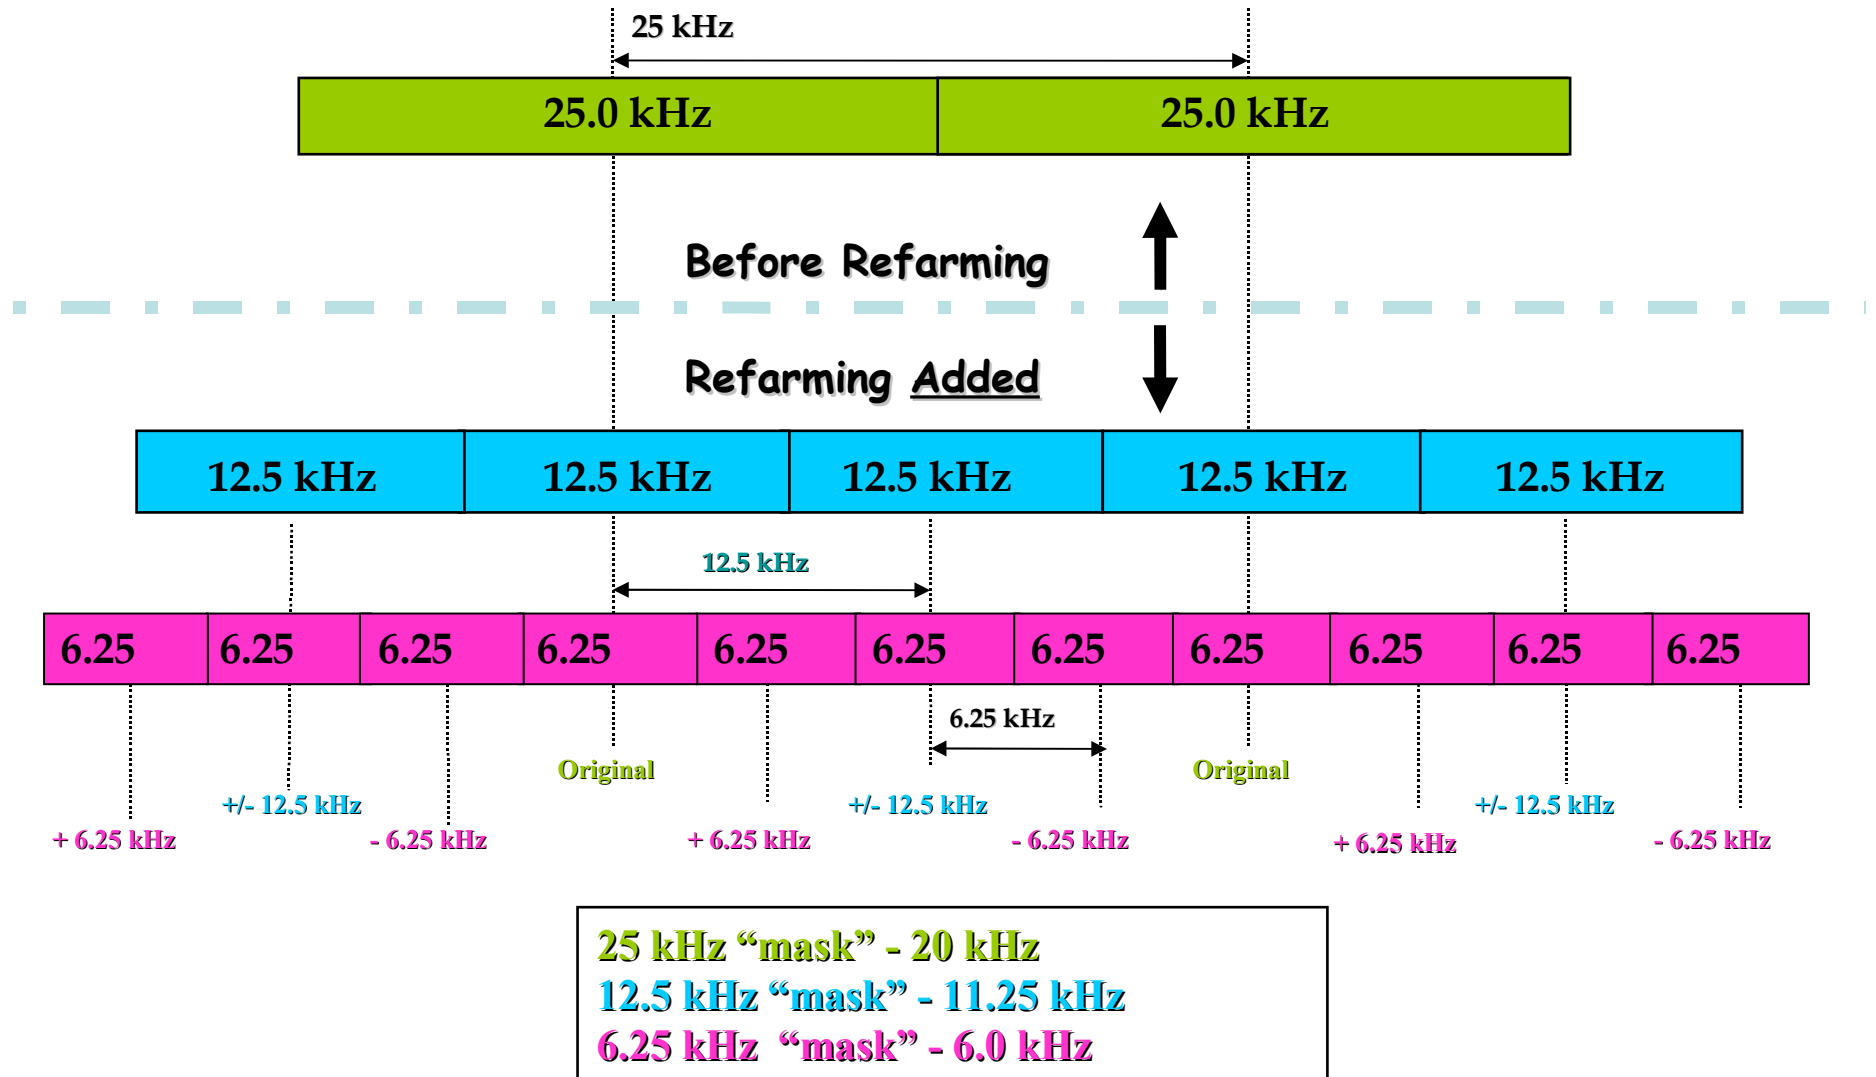 25 kHz
25.0 kHz 25.0 kHz
Before Refarming
Refarming Added
12.5 kHz 12.5 kHz 12.5 kHz 12.5 kHz 12.5 kHz
12.5 kHz
6.25 6.25 6.25 6.25 6.25 6.25 6.25 6.25 6.25 6.25 6.25
6.25 kHz
Original Original
+/- 12.5 kHz +/- 12.5 kHz +/- 12.5 kHz
+ 6.25 kHz - 6.25 kHz + 6.25 kHz - 6.25 kHz + 6.25 kHz - 6.25 kHz
25 kHz “mask” - 20 kHz
12.5 kHz “mask” - 11.25 kHz
6.25 kHz “mask” - 6.0 kHz